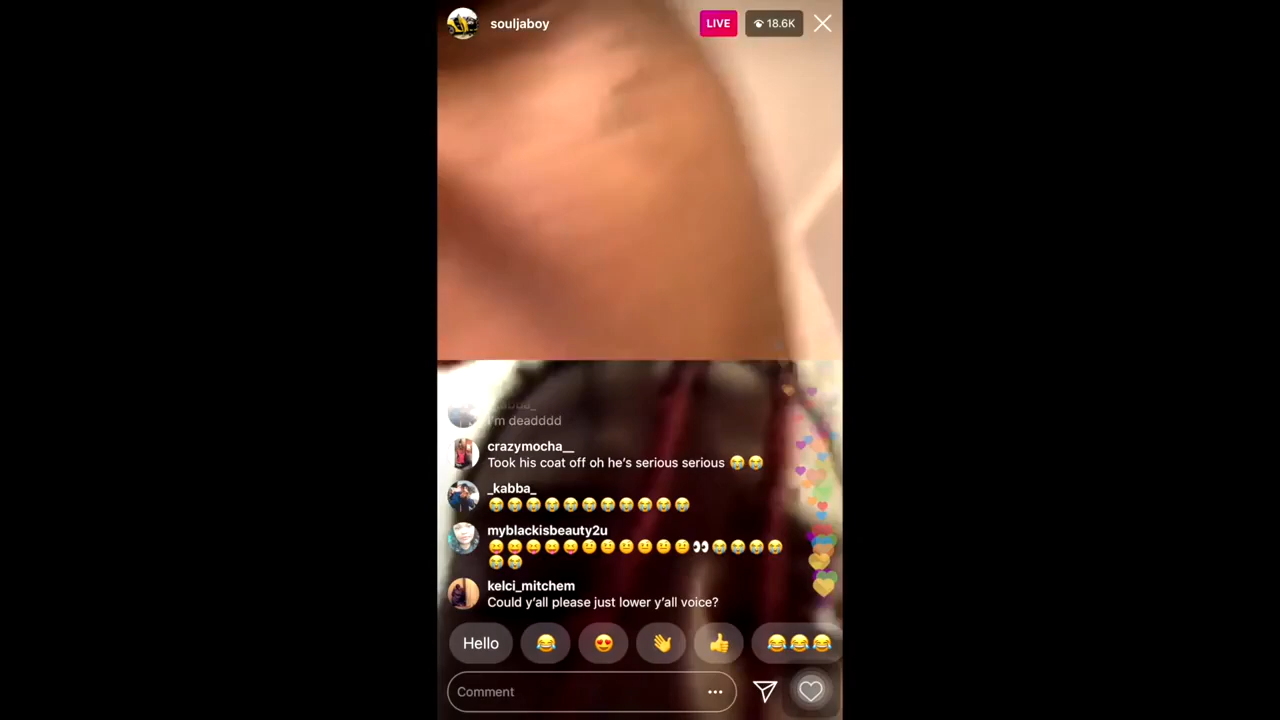 souljaboy
LIVE
18.6K
_kabba_
I'm deadddd
crazymocha__
Took his coat off oh he's serious serious 😭 😭
_kabba_
😭 😭 😭 😭 😭 😭 😭 😭 😭 😭 😭
myblackisbeauty2u
😛 😛 😛 😛 😛 😐 😐 😐 😐 😐 😐 👀 😭 😭 😭 😭
😭 😭
kelci_mitchem
Could y'all please just lower y'all voice?
Hello 😂 😍 👋 👍 😂 😂 😂
Comment